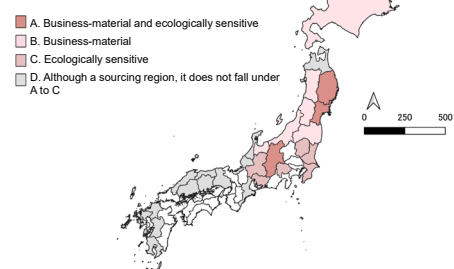 A. Business-material and ecologically sensitive
B. Business-material
C. Ecologically sensitive
D. Although a sourcing region, it does not fall under
A to C
0 250 500